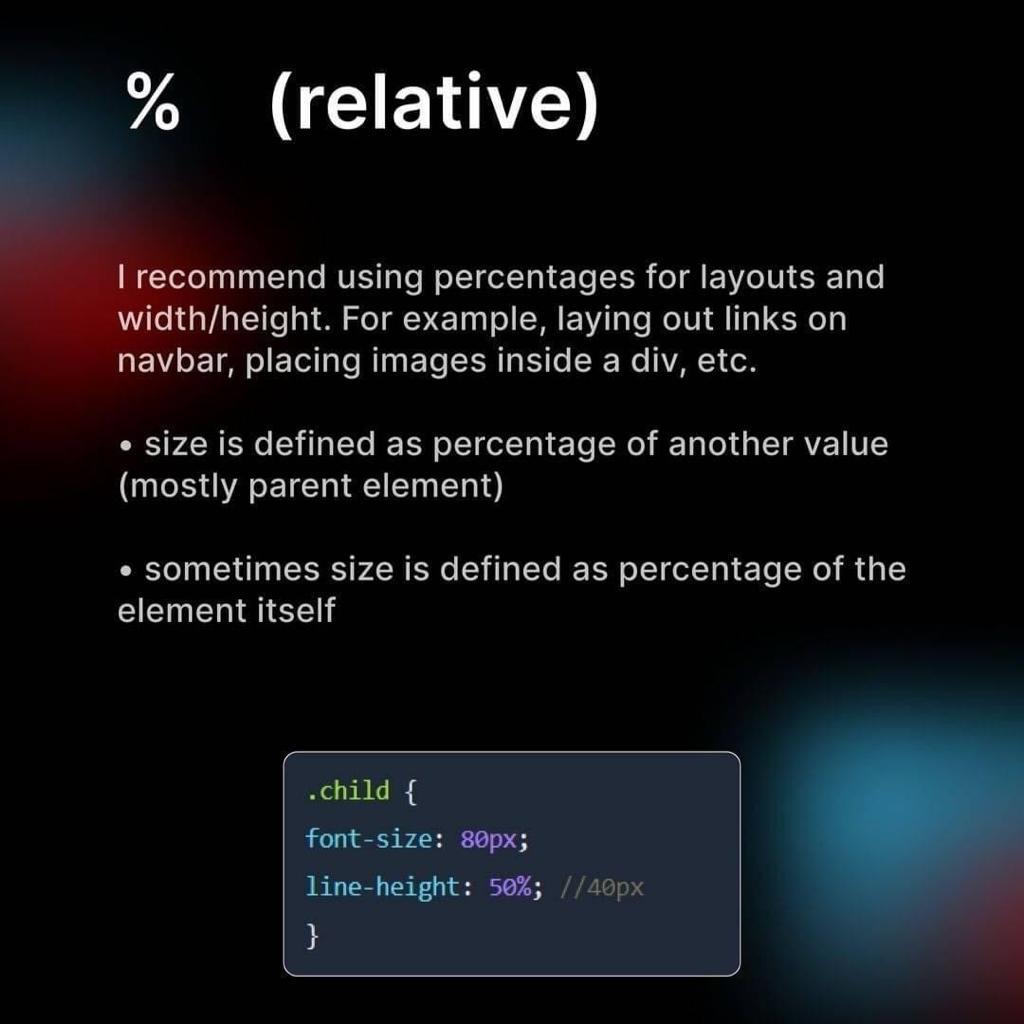 % (relative)
I recommend using percentages for layouts and
width/height. For example, laying out links on
navbar, placing images inside a div, etc.
• size is defined as percentage of another value
(mostly parent element)
• sometimes size is defined as percentage of the
element itself
.child {
font-size: 80px;
line-height: 50%; //40px
}